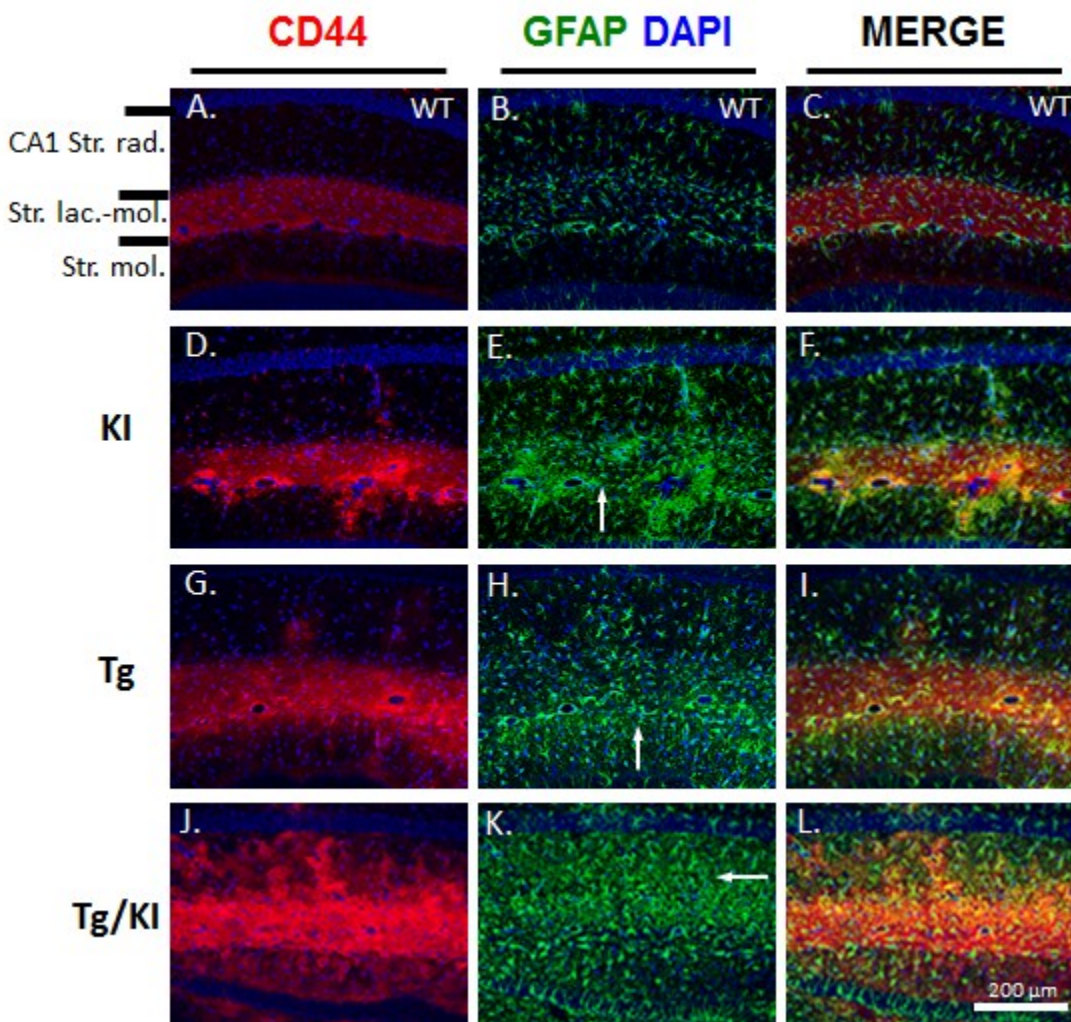 CD44 GFAP DAPI MERGE
A. WT B. WT C. WT
CA1 Str. rad.
Str. lac.-mol.
Str. mol.
D. E. F.
KI
G. H. I.
Tg
J. K. L.
Tg/KI
200 µm